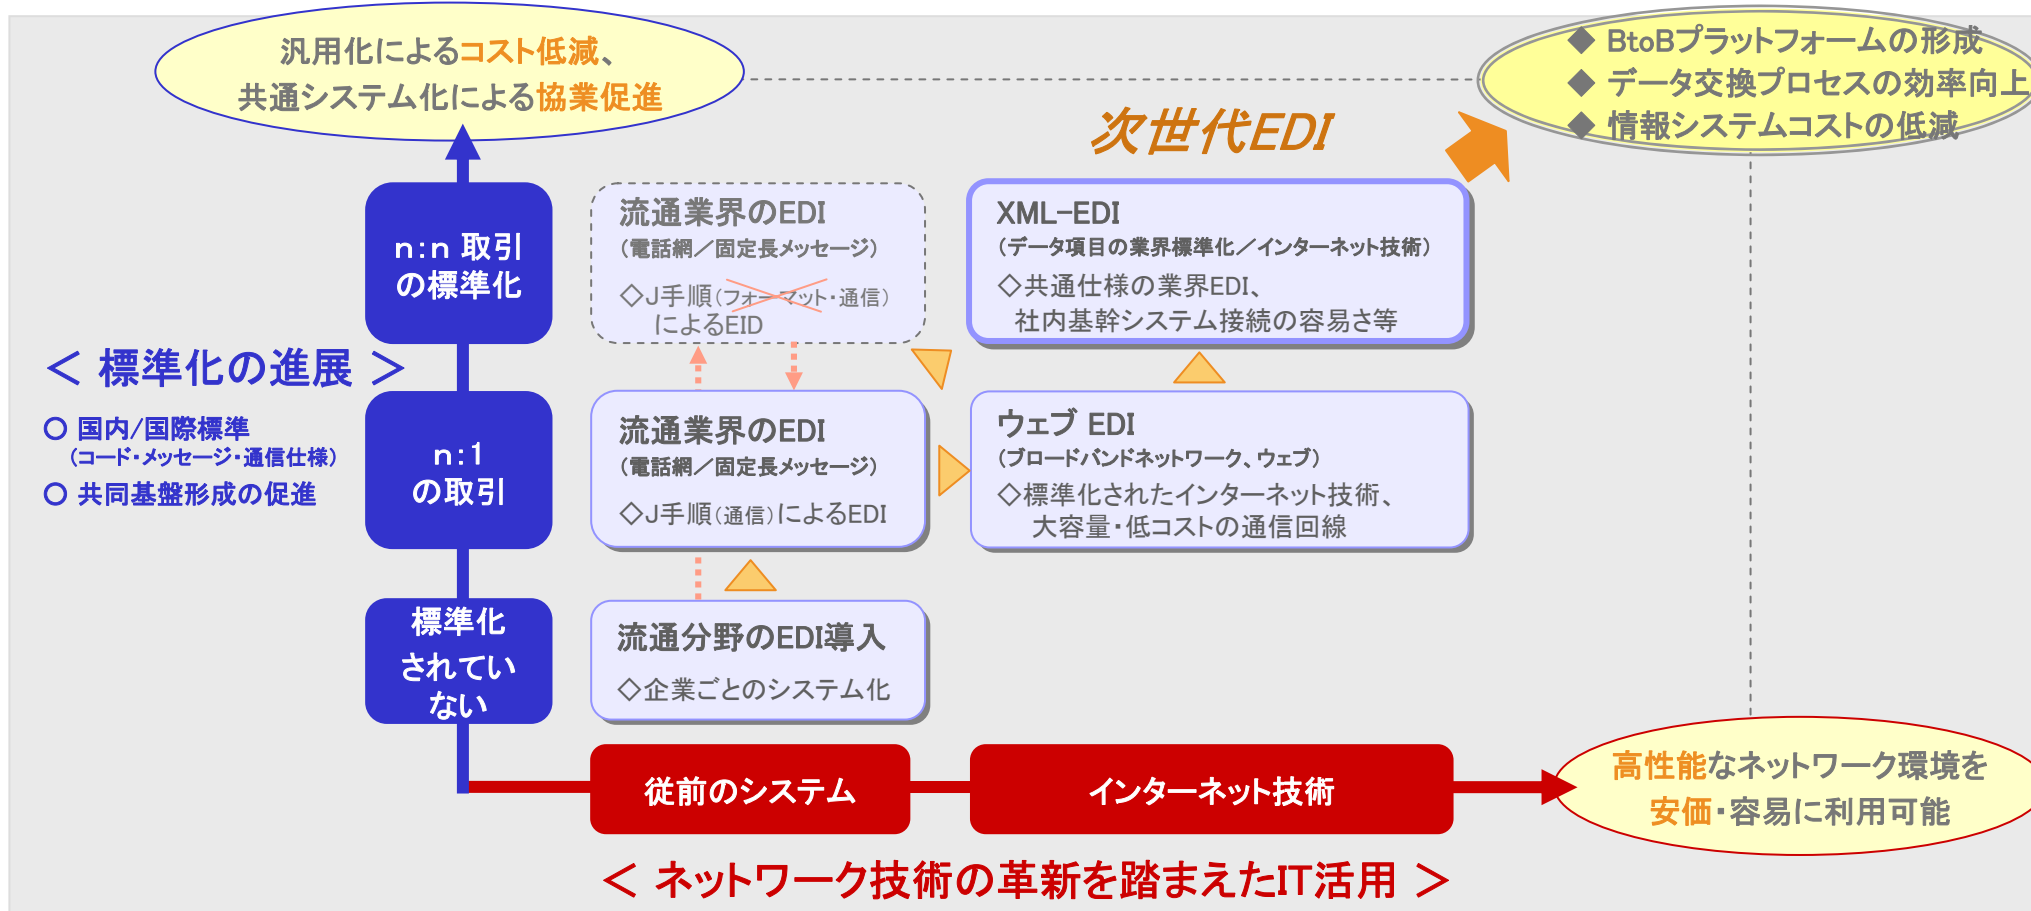 汎用化によるコスト低減、
共通システム化による協業促進
◆ BtoBプラットフォームの形成
◆ データ交換プロセスの効率向上
◆ 情報システムコストの低減
次世代EDI
n:n 取引
の標準化
流通業界のEDI
（電話網／固定長メッセージ）
◇J手順（フォーマット・通信）
によるEID
XML-EDI
（データ項目の業界標準化／インターネット技術）
◇共通仕様の業界EDI、
社内基幹システム接続の容易さ等
＜ 標準化の進展 ＞
○ 国内/国際標準
（コード・メッセージ・通信仕様）
○ 共同基盤形成の促進
n:1
の取引
流通業界のEDI
（電話網／固定長メッセージ）
◇J手順（通信）によるEDI
ウェブ EDI
（ブロードバンドネットワーク、ウェブ）
◇標準化されたインターネット技術、
大容量・低コストの通信回線
標準化
されてい
ない
流通分野のEDI導入
◇企業ごとのシステム化
従前のシステム
インターネット技術
高性能なネットワーク環境を
安価・容易に利用可能
＜ ネットワーク技術の革新を踏まえたIT活用 ＞